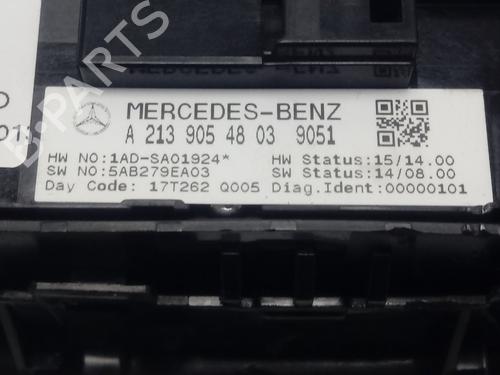 B-PARTS
MERCEDES-BENZ
A 213 905 48 03 9051
HW NO:1AD-SA01924* HW Status:15/14.00
SW NO:5AB279EA03 SW Status:14/08.00
Day Code: 17T262 Q005 Diag.Ident:00000101